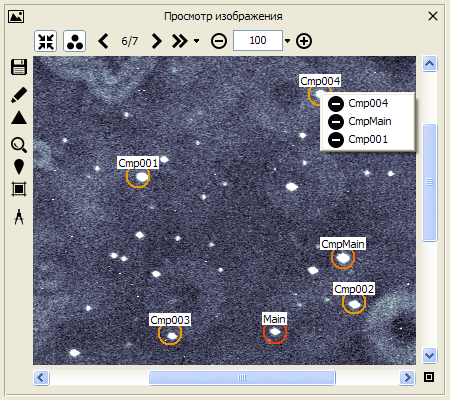 Просмотр изображения
6/7
100
Cmp004
Cmp004
CmpMain
Cmp001
Cmp001
CmpMain
Cmp002
Cmp003
Main